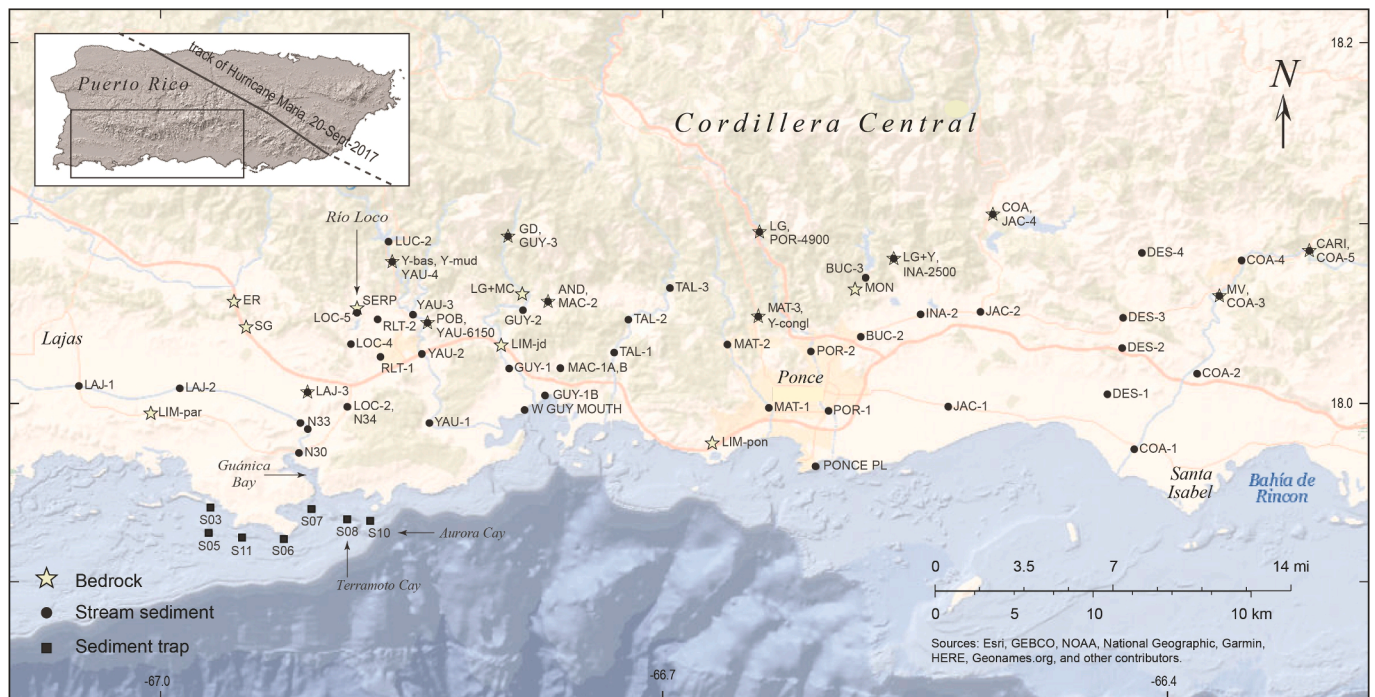 18.2
N
Puerto Rico
track of Hurricane Maria, 20-Sept-2017
Cordillera Central
Rio Loco
COA,
JAC-4
LG,
POR-4900
GD,
GUY-3
LUC-2
Y-bas, Y-mud
YAU-4
BUC-3
LG+Y,
INA-2500
DES-4
COA-4
CARI,
COA-5
ER
SERP
LOC-5
LG+MC
AND,
MAC-2
TAL-3
MON
MV,
COA-3
SG
RLT-2
YAU-3
POB,
YAU-6150
GUY-2
TAL-2
MAT-3,
Y-congl
INA-2
JAC-2
DES-3
Lajas
LOC-4
RLT-1
YAU-2
LIM-jd
TAL-1
MAT-2
POR-2
BUC-2
DES-2
LAJ-1
LAJ-2
LAJ-3
GUY-1
MAC-1A,B
Ponce
COA-2
LIM-par
LOC-2,
N34
GUY-1B
W GUY MOUTH
MAT-1
POR-1
JAC-1
DES-1
18.0
N33
YAU-1
N30
LIM-pon
COA-1
Guánica
Bay
PONCE PL
Santa
Isabel
Bahía de
Rincon
S03
S07
S05
S11
S06
S08
S10
Aurora Cay
Terramoto Cay
Bedrock
Stream sediment
Sediment trap
0 3.5 7 14 mi
0 5 10 10 km
Sources: Esri, GEBCO, NOAA, National Geographic, Garmin,
HERE, Geonames.org, and other contributors.
-67.0
-66.7
-66.4